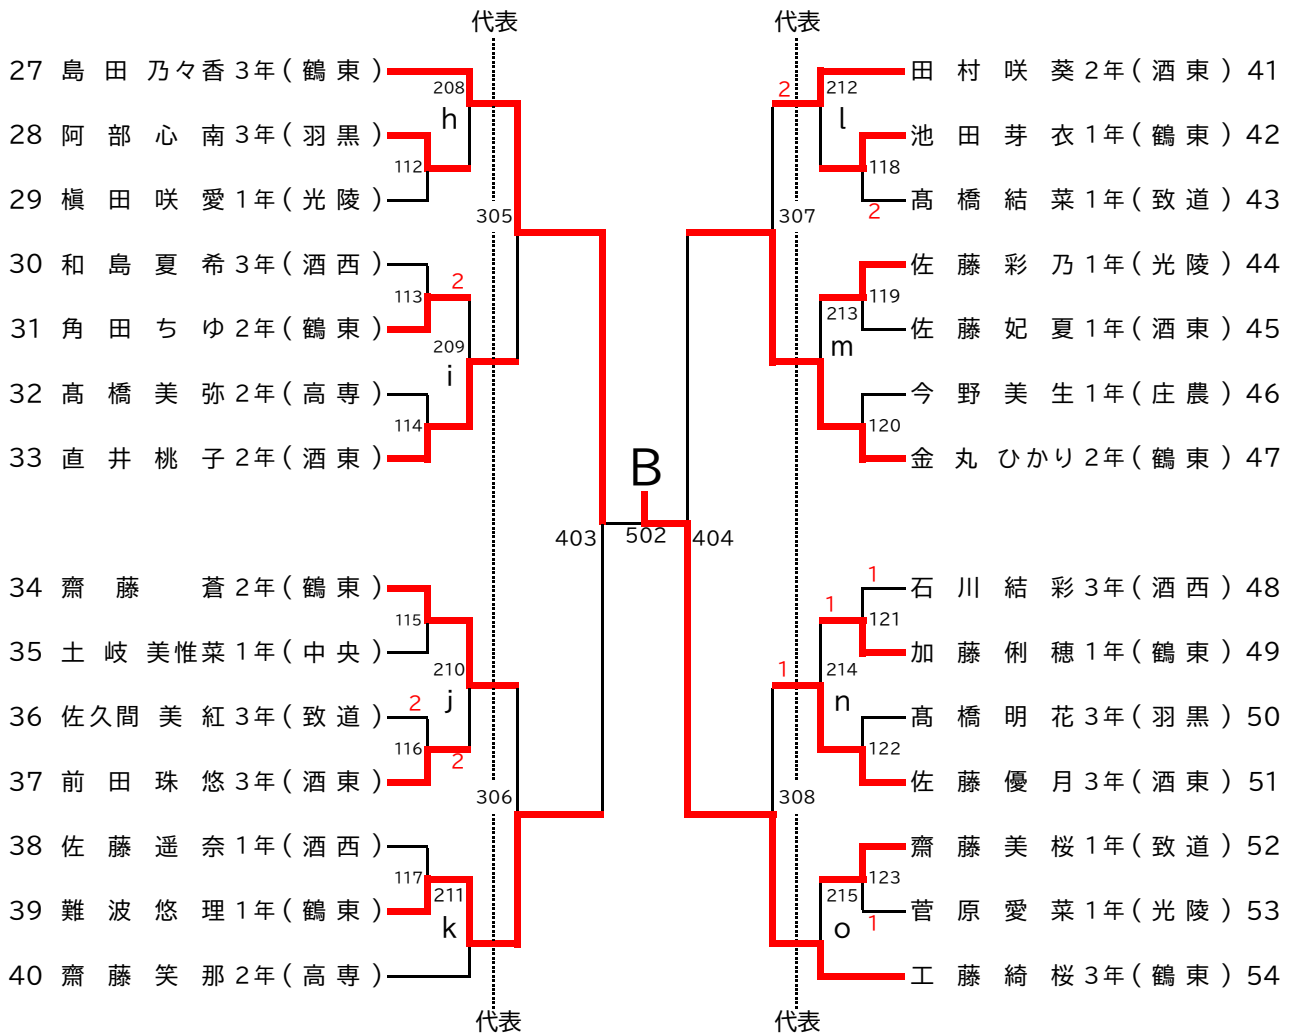 代表 代表
27 島田 乃々香 3年(鶴東)
208
h
28 阿部心南 3年(羽黒)
112
29 槇田咲愛 1年(光陵)
305
30 和島夏希 3年(酒西)
2
113
31 角田ちゆ 2年(鶴東)
209
i
32 髙橋美弥 2年(高専)
114
33 直井桃子 2年(酒東)
34 齋藤 蒼 2年(鶴東)
115
35 土岐 美惟菜 1年(中央)
210
j
36 佐久間 美紅 3年(致道)
2
116
2
37 前田珠悠 3年(酒東)
306
38 佐藤遥奈 1年(酒西)
117
211
39 難波悠理 1年(鶴東)
k
40 齋藤笑那 2年(高専)
B
403 502 404
田村咲葵 2年(酒東) 41
2
212
l
池田芽衣 1年(鶴東) 42
118
髙橋結菜 1年(致道) 43
2
307
佐藤彩乃 1年(光陵) 44
119
213
佐藤妃夏 1年(酒東) 45
m
今野美生 1年(庄農) 46
120
金丸 ひかり 2年(鶴東) 47
1
石川結彩 3年(酒西) 48
1
121
加藤俐穂 1年(鶴東) 49
1
214
n
髙橋明花 3年(羽黒) 50
122
佐藤優月 3年(酒東) 51
308
齋藤美桜 1年(致道) 52
123
215
菅原愛菜 1年(光陵) 53
1
o
工藤綺桜 3年(鶴東) 54
代表 代表